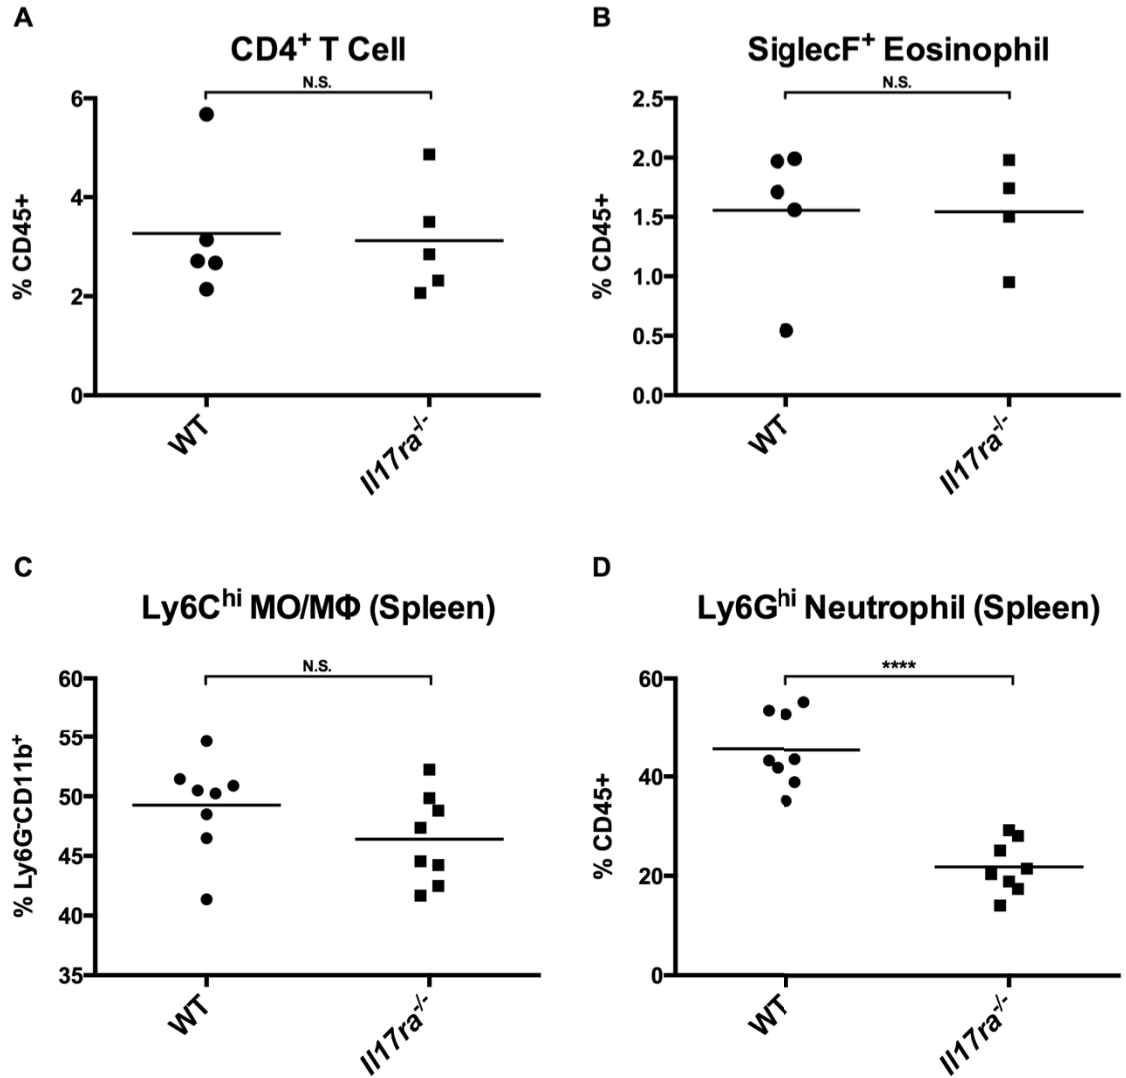 A
CD4⁺ T Cell
N.S.
6
4
2
0
% CD45+
WT
Il17ra⁻/⁻
B
SiglecF⁺ Eosinophil
N.S.
2.5
2.0
1.5
1.0
0.5
0.0
% CD45+
WT
Il17ra⁻/⁻
C
Ly6Cʰⁱ MO/MΦ (Spleen)
N.S.
60
55
50
45
40
35
% Ly6G⁻CD11b⁺
WT
Il17ra⁻/⁻
D
Ly6Gʰⁱ Neutrophil (Spleen)
****
60
40
20
0
% CD45+
WT
Il17ra⁻/⁻